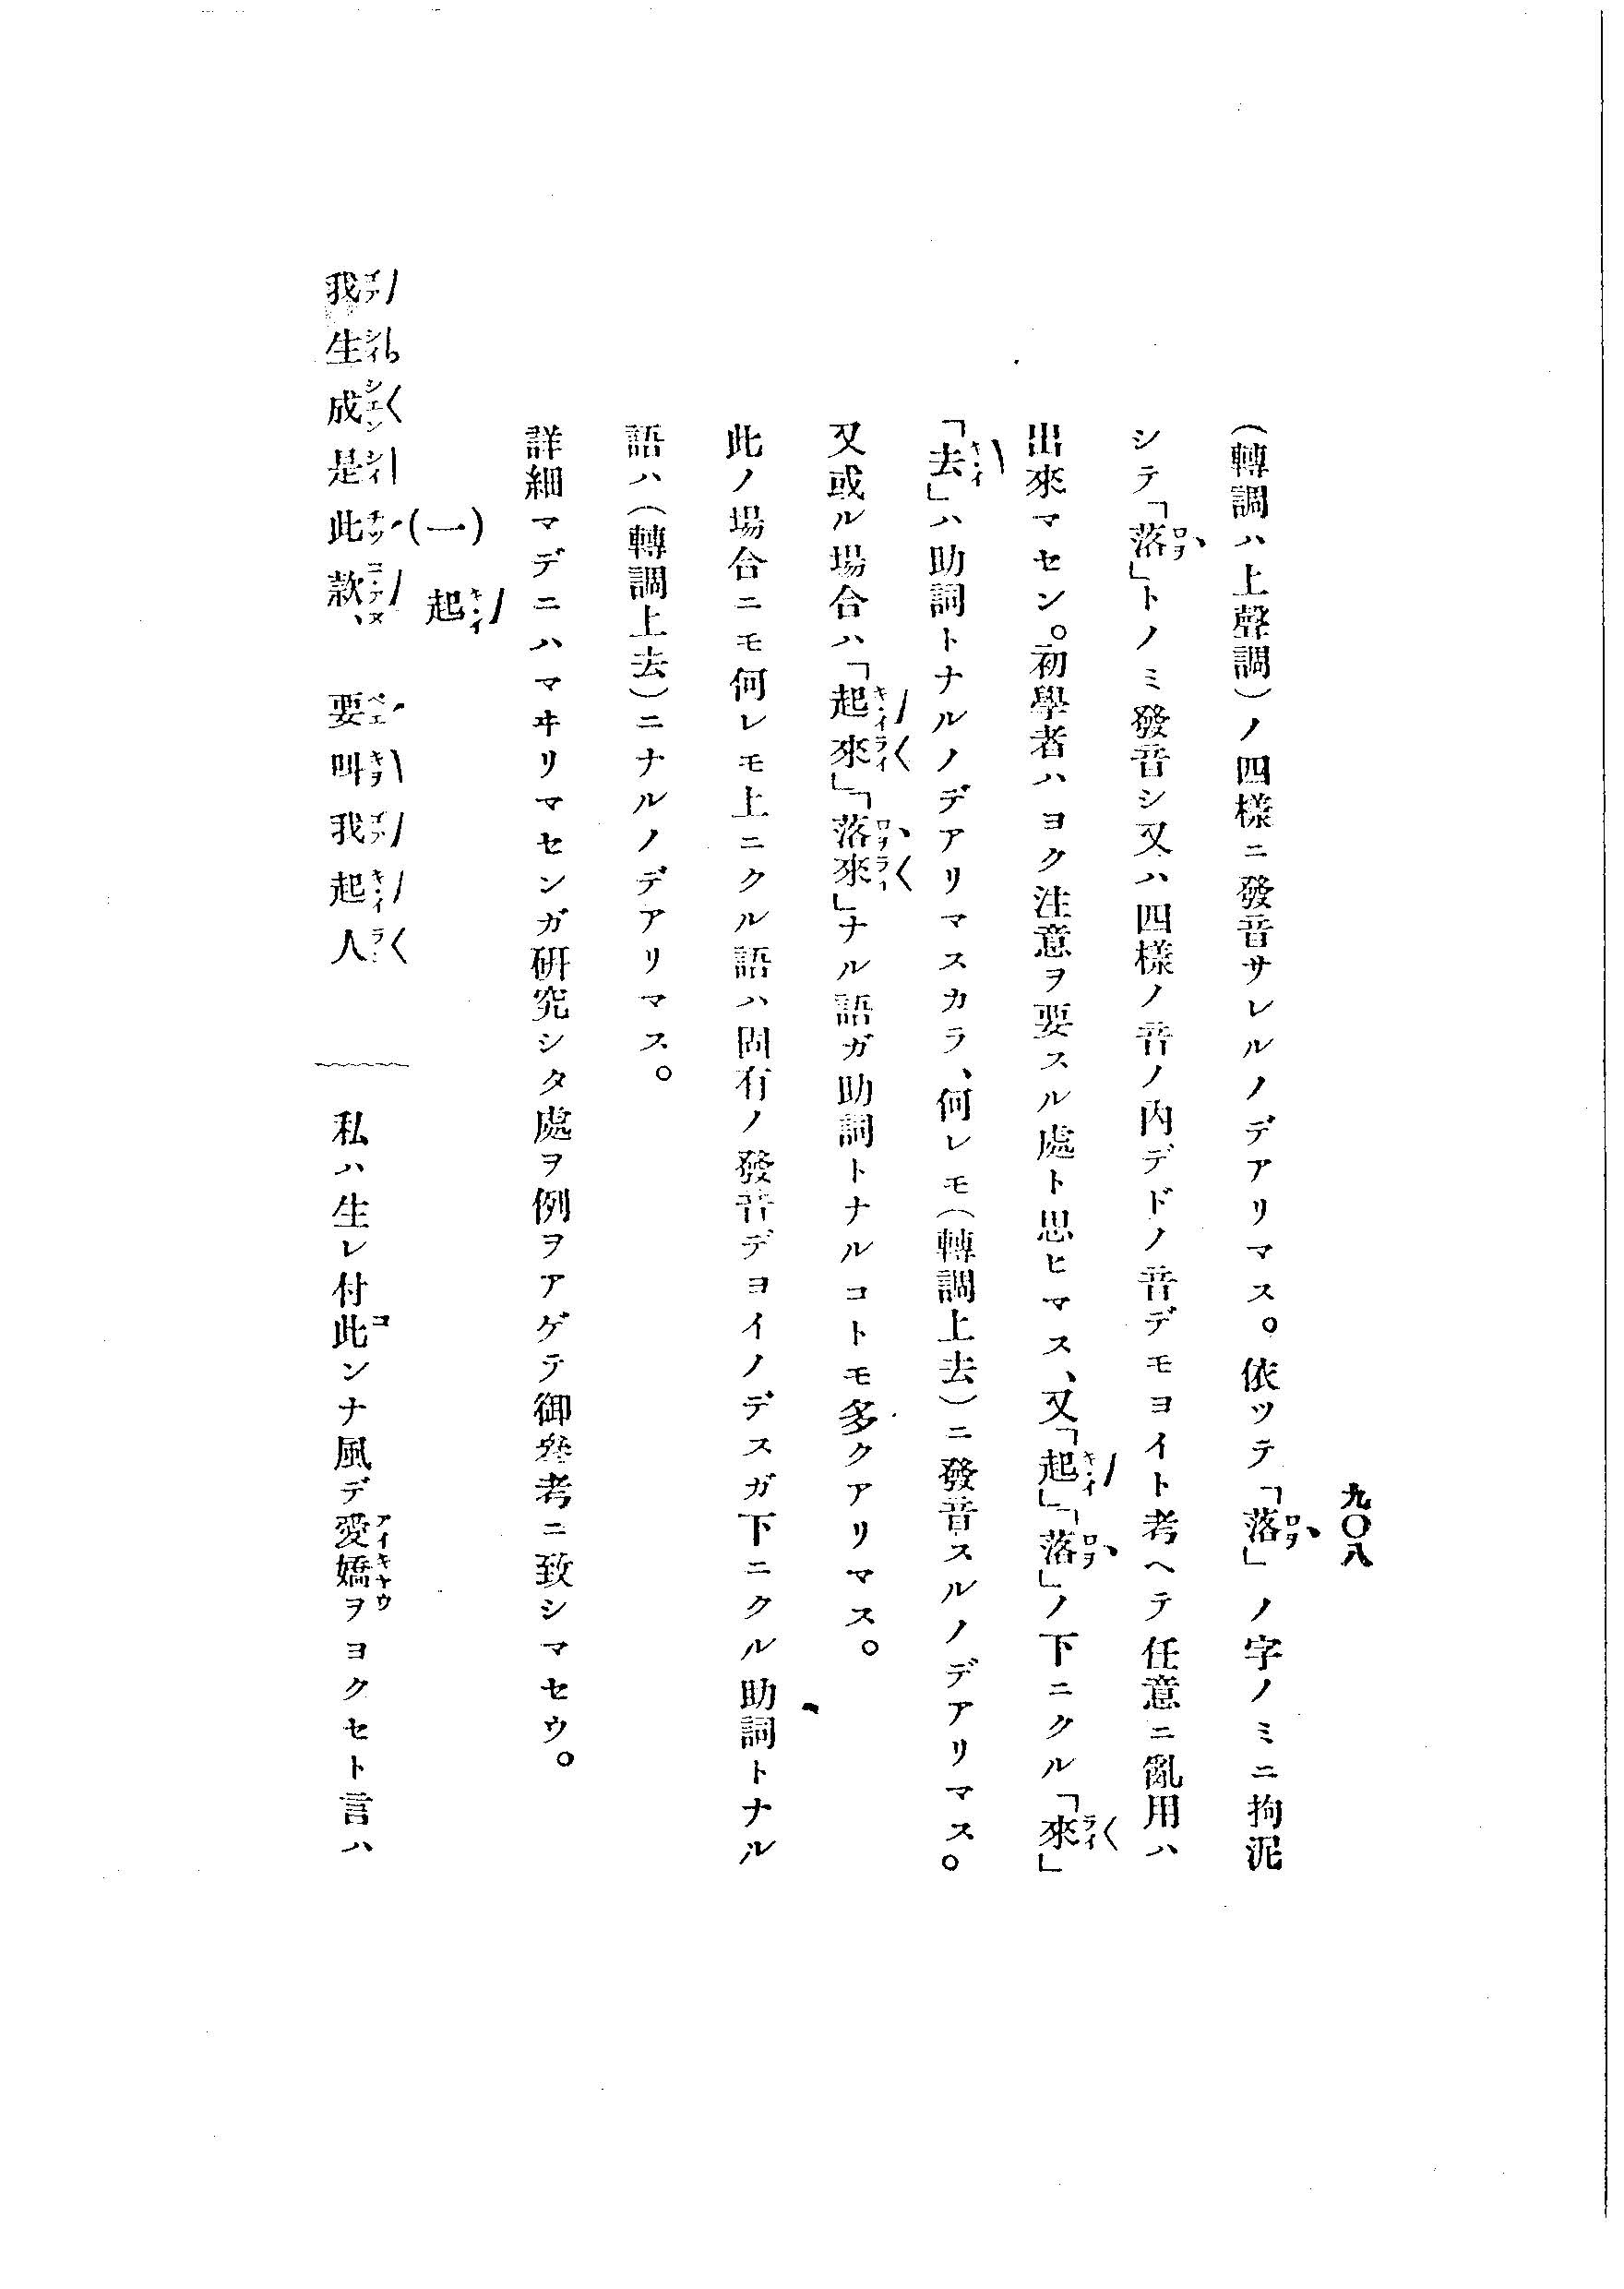 九〇八
(轉調ハ上聲調)ノ四樣ニ發音サレルノデアリマス。依ツテ「落」ノ字ノミニ拘泥
シテ「落」トノミ發音シ又ハ四樣ノ音ノ内デドノ音デモヨイト考ヘテ任意ニ亂用ハ
出來マセン。初學者ハヨク注意ヲ要スル處ト思ヒマス、又「起」「落」ノ下ニクル「來」
「去」ハ助詞トナルノデアリマスカラ、何レモ(轉調上去)ニ發音スルノデアリマス。
又或ル場合ハ「起來」「落來」ナル語ガ助詞トナルコトモ多クアリマス。
此ノ場合ニモ何レモ上ニクル語ハ固有ノ發音デヨイノデスガ下ニクル助詞トナル
語ハ(轉調上去)ニナルノデアリマス。
詳細マデニハマヰリマセンガ研究シタ處ヲ例ヲアゲテ御參考ニ致シマセウ。
(一) 起
我生成是此款、要叫我起人 私ハ生レ付此ンナ風デ愛嬌ヲヨクセト言ハ